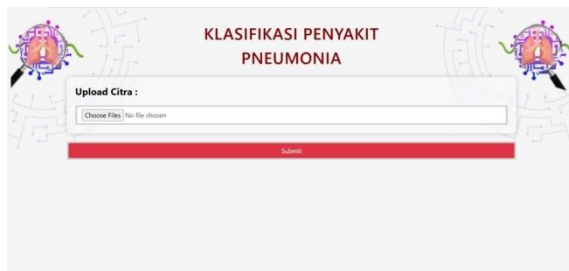 KLASIFIKASI PENYAKIT
PNEUMONIA
Upload Citra :
Choose Files No file chosen
Submit